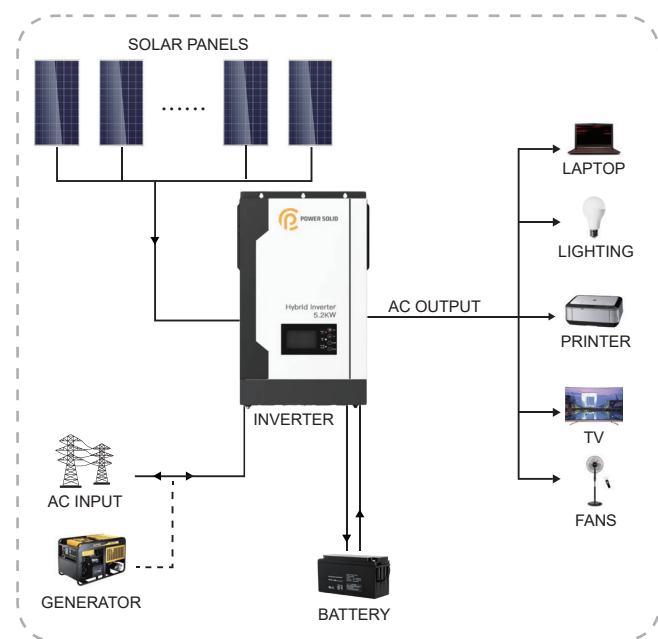 SOLAR PANELS
POWER SOLID
Hybrid Inverter
5.2KW
INVERTER
AC OUTPUT
LAPTOP
LIGHTING
PRINTER
TV
FANS
AC INPUT
GENERATOR
BATTERY